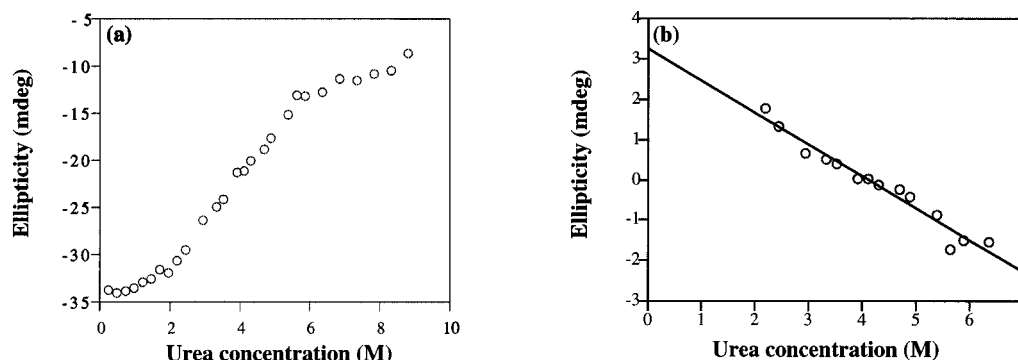 (a)
Ellipticity (mdeg)
- 5
-10
-15
-20
-25
-30
-35
0 2 4 6 8 10
Urea concentration (M)
(b)
Ellipticity (mdeg)
4
3
2
1
0
-1
-2
-3
0 1 2 3 4 5 6
Urea concentration (M)